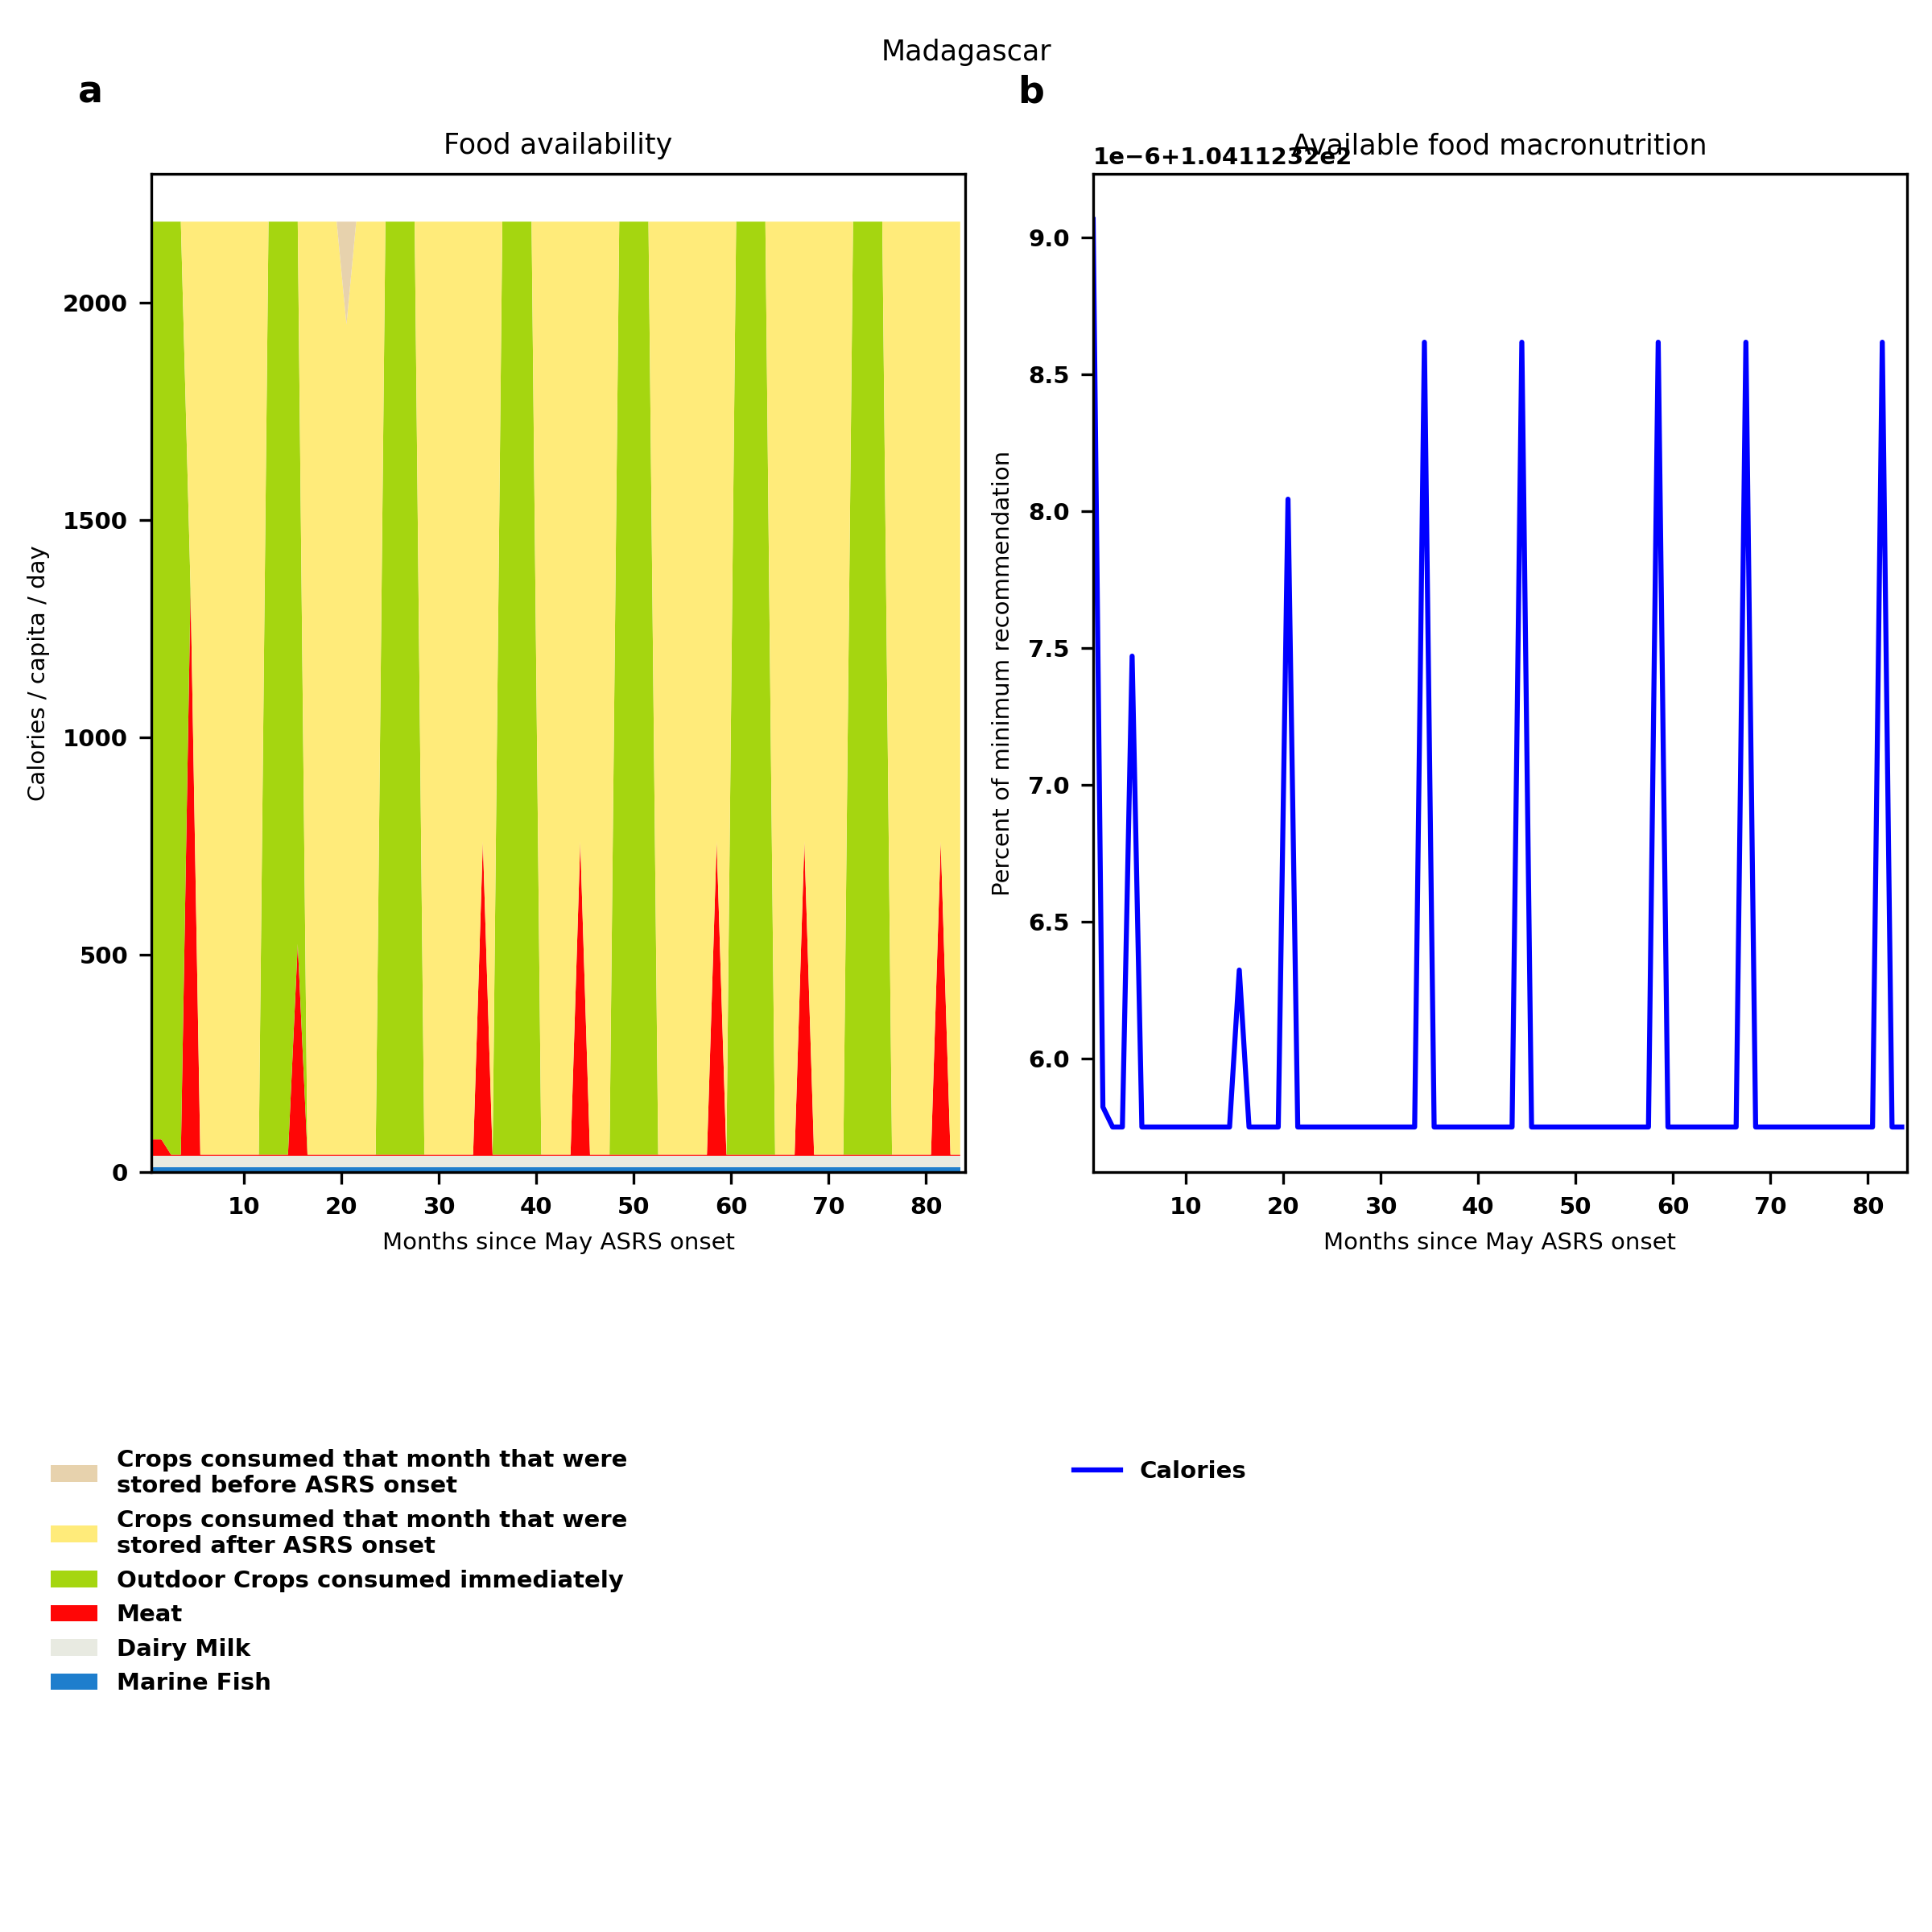 Madagascar
a
b
Food availability
Available food macronutrition
1e−6+1.0411232e2
2000
1500
1000
500
0
Calories / capita / day
10 20 30 40 50 60 70 80
Months since May ASRS onset
9.0
8.5
8.0
7.5
7.0
6.5
6.0
Percent of minimum recommendation
10 20 30 40 50 60 70 80
Months since May ASRS onset
Crops consumed that month that were
stored before ASRS onset
Crops consumed that month that were
stored after ASRS onset
Outdoor Crops consumed immediately
Meat
Dairy Milk
Marine Fish
Calories